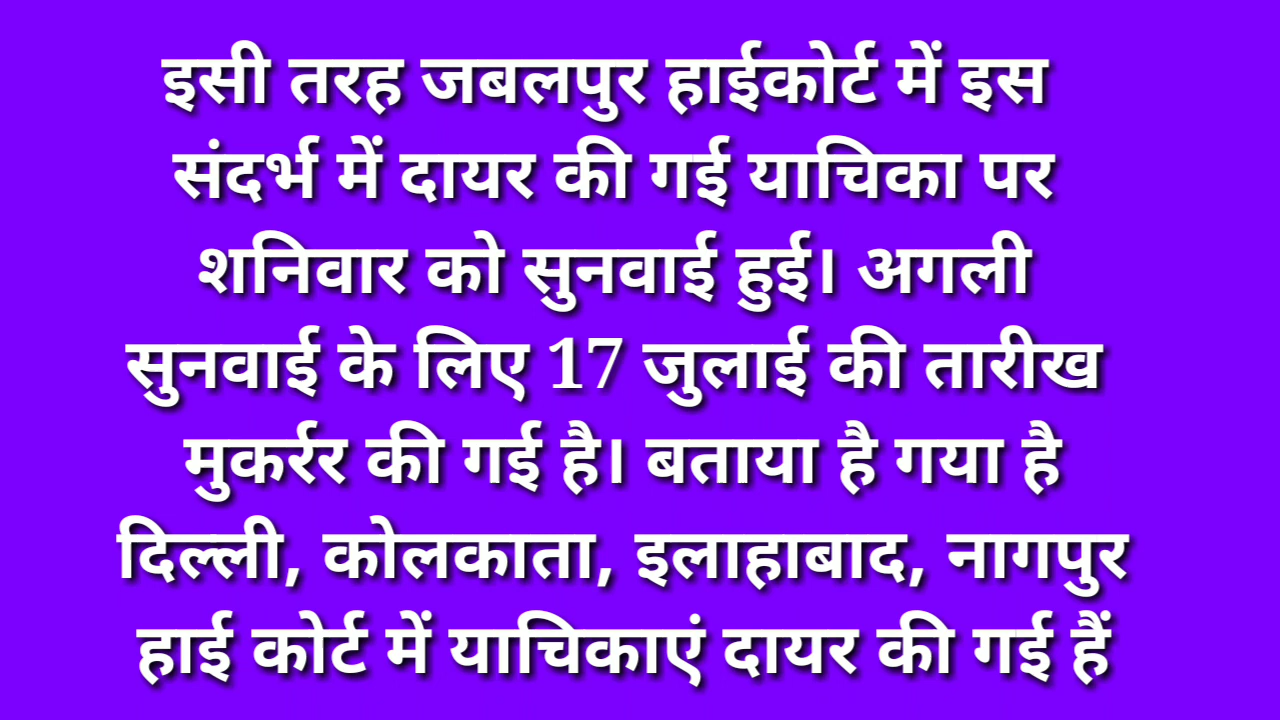 इसी तरह जबलपुर हाईकोर्ट में इस
संदर्भ में दायर की गई याचिका पर
शनिवार को सुनवाई हुई। अगली
सुनवाई के लिए 17 जुलाई की तारीख
मुकर्रर की गई है। बताया है गया है
दिल्ली, कोलकाता, इलाहाबाद, नागपुर
हाई कोर्ट में याचिकाएं दायर की गई हैं